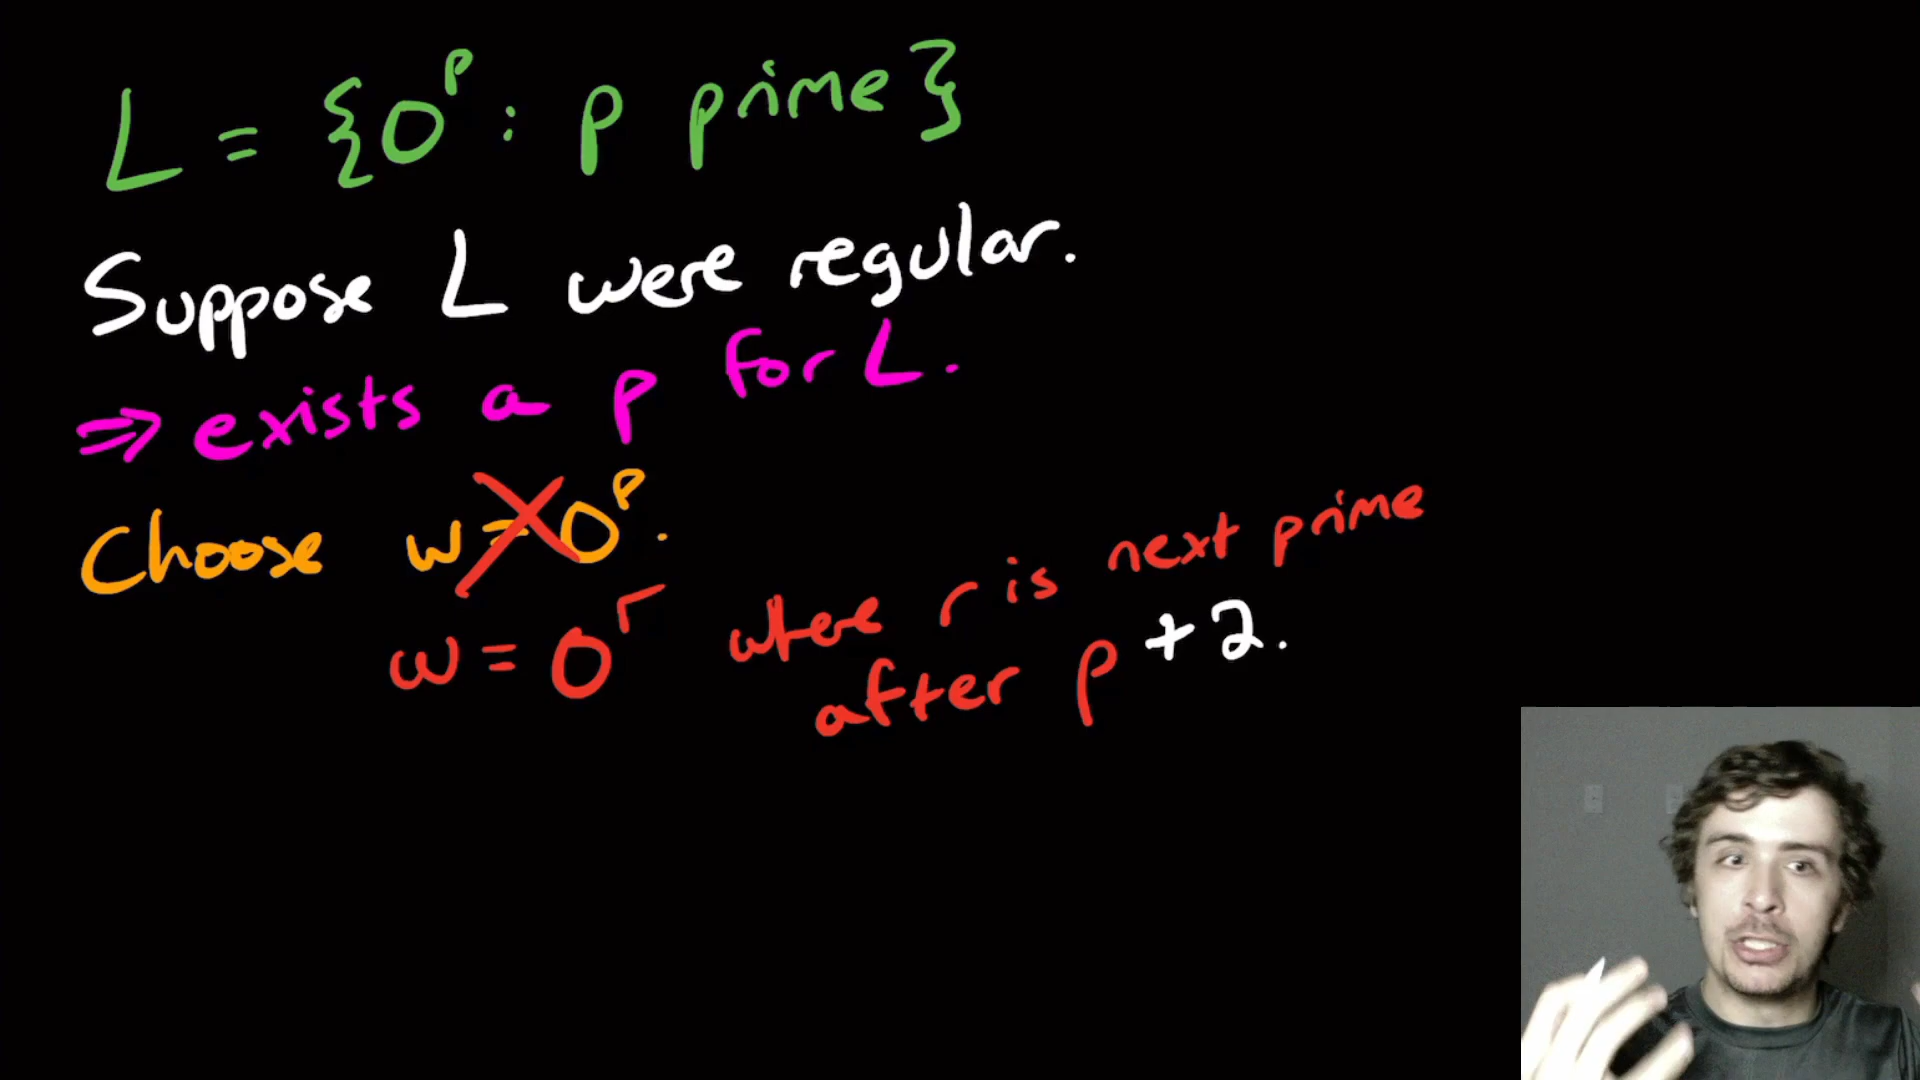 L = {0^p : p prime}
Suppose L were regular.
⇒ exists a p for L.
Choose w = 0^p.
w = 0^r where r is next prime
after p + 2.